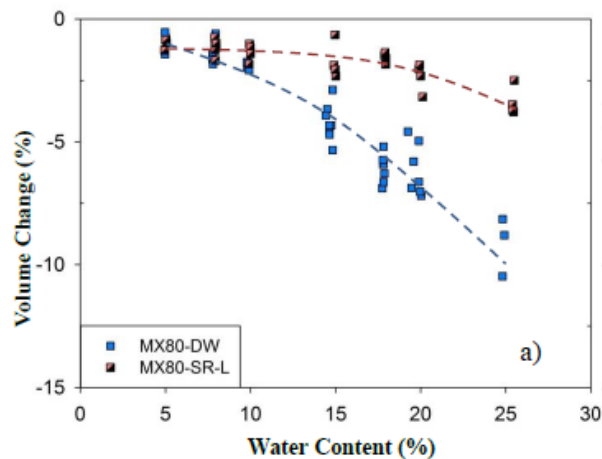 0
-5
-10
-15
Volume Change (%)
MX80-DW
MX80-SR-L
a)
0 5 10 15 20 25 30
Water Content (%)